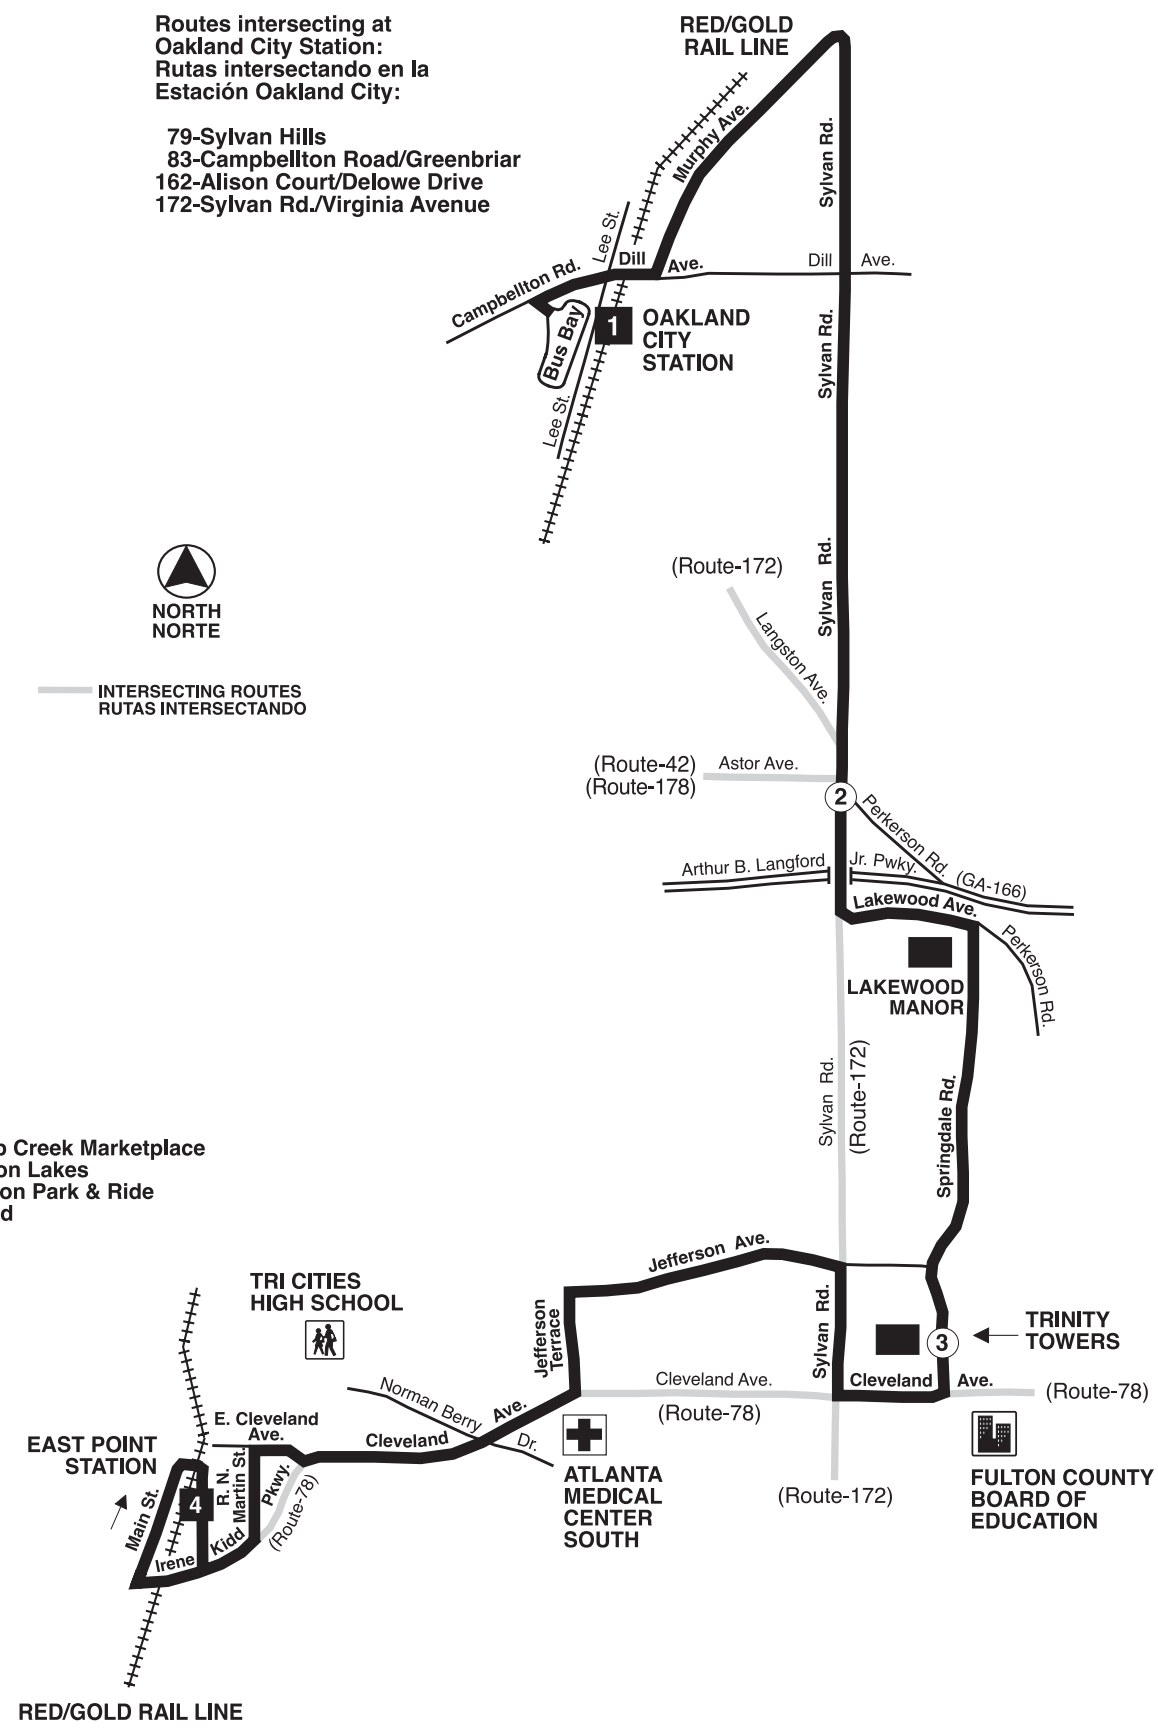 Routes intersecting at
Oakland City Station:
Rutas intersectando en la
Estación Oakland City:
79-Sylvan Hills
83-Campbellton Road/Greenbriar
162-Alison Court/Delowe Drive
172-Sylvan Rd./Virginia Avenue
RED/GOLD
RAIL LINE
Murphy Ave.
Sylvan Rd.
Lee St.
Campbellton Rd.
Dill Ave.
Dill Ave.
Bus Bay
1
OAKLAND
CITY
STATION
Sylvan Rd.
Lee St.
NORTH
NORTE
INTERSECTING ROUTES
RUTAS INTERSECTANDO
(Route-172)
Sylvan Rd.
Langston Ave.
(Route-42)
(Route-178)
Astor Ave.
2
Perkerson Rd.
Arthur B. Langford Jr. Pwky.
(GA-166)
Lakewood Ave.
Perkerson Rd.
LAKEWOOD
MANOR
Sylvan Rd.
(Route-172)
Springdale Rd.
Creek Marketplace
on Lakes
on Park & Ride
d
Jefferson Ave.
TRI CITIES
HIGH SCHOOL
Jefferson
Terrace
Sylvan Rd.
3
TRINITY
TOWERS
Cleveland Ave.
Cleveland Ave.
(Route-78)
(Route-78)
Norman Berry Dr.
Cleveland Ave.
E. Cleveland
Ave.
EAST POINT
STATION
4
Main St.
R. N.
Martin St.
Irene Kidd Pkwy.
(Route-78)
ATLANTA
MEDICAL
CENTER
SOUTH
(Route-172)
FULTON COUNTY
BOARD OF
EDUCATION
RED/GOLD RAIL LINE